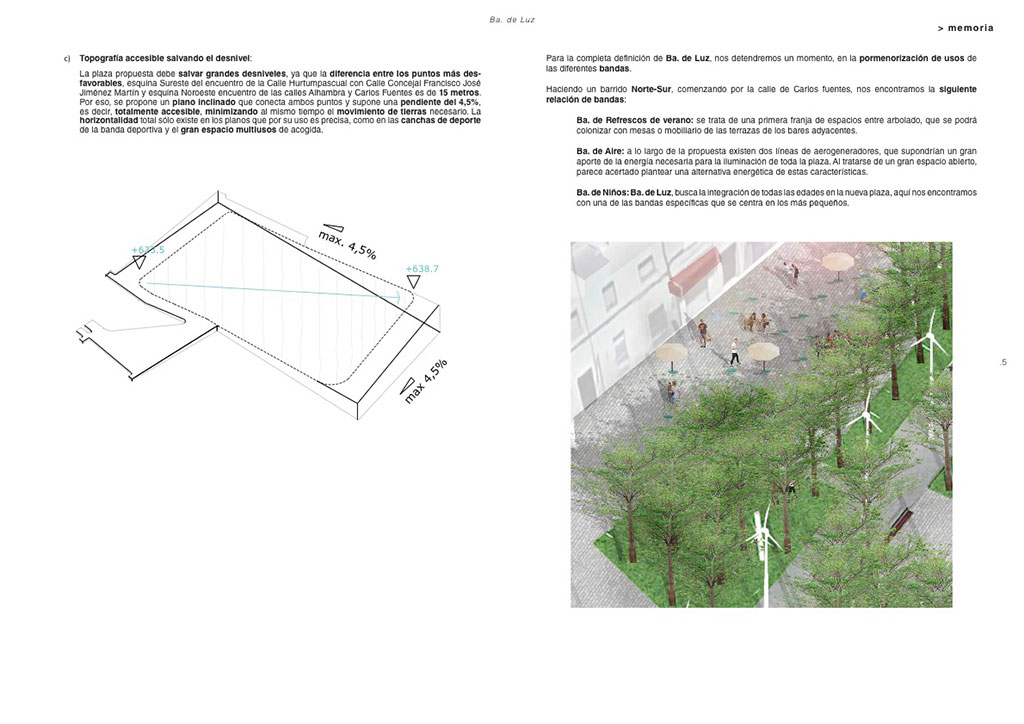 Ba. de Luz
> memoria
c) Topografía accesible salvando el desnivel:
La plaza propuesta debe salvar grandes desniveles, ya que la diferencia entre los puntos más des-
favorables, esquina Sureste del encuentro de la Calle Hurtumpascual con Calle Concejal Francisco José
Jiménez Martín y esquina Noroeste encuentro de las calles Alhambra y Carlos Fuentes es de 15 metros.
Por eso, se propone un plano inclinado que conecta ambos puntos y supone una pendiente del 4,5%,
es decir, totalmente accesible, minimizando al mismo tiempo el movimiento de tierras necesario. La
horizontalidad total sólo existe en los planos que por su uso es precisa, como en las canchas de deporte
de la banda deportiva y el gran espacio multiusos de acogida.
max. 4,5%
+638.7
max 4,5%
Para la completa definición de Ba. de Luz, nos detendremos un momento, en la pormenorización de usos de
las diferentes bandas.
Haciendo un barrido Norte-Sur, comenzando por la calle de Carlos fuentes, nos encontramos la siguiente
relación de bandas:
Ba. de Refrescos de verano: se trata de una primera franja de espacios entre arbolado, que se podrá
colonizar con mesas o mobiliario de las terrazas de los bares adyacentes.
Ba. de Aire: a lo largo de la propuesta existen dos líneas de aerogeneradores, que supondrían un gran
aporte de la energía necesaria para la iluminación de toda la plaza. Al tratarse de un gran espacio abierto,
parece acertado plantear una alternativa energética de estas características.
Ba. de Niños: Ba. de Luz, busca la integración de todas las edades en la nueva plaza, aquí nos encontramos
con una de las bandas específicas que se centra en los más pequeños.
.5